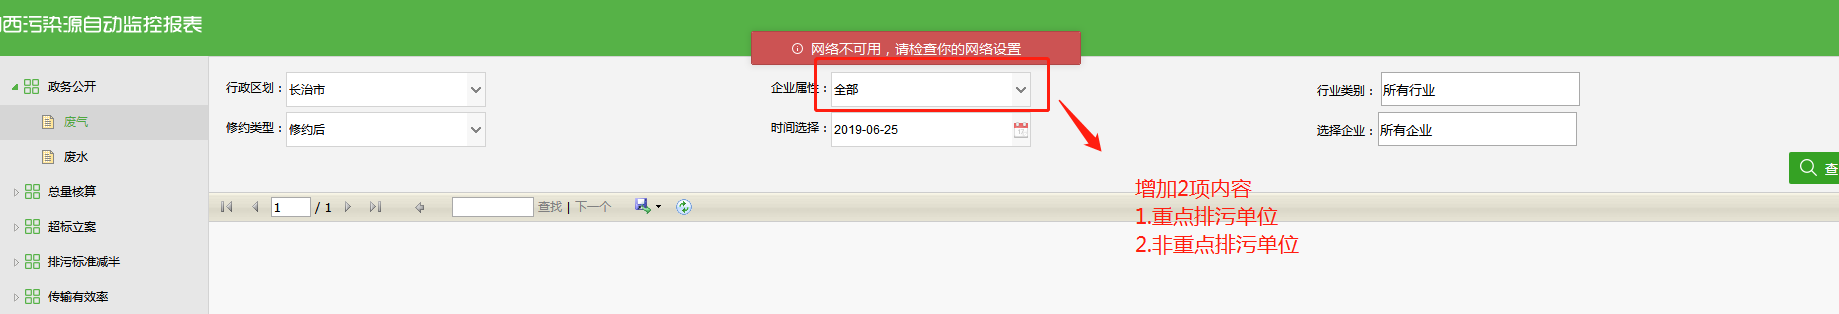 西污染源自动监控报表
网络不可用，请检查你的网络设置
政务公开
废气
废水
总量核算
超标立案
排污标准减半
传输有效率
行政区划：长治市
企业属性：全部
行业类别：所有行业
修约类型：修约后
时间选择：2019-06-25
选择企业：所有企业
查
1 / 1 查找 | 下一个
增加2项内容
1.重点排污单位
2.非重点排污单位